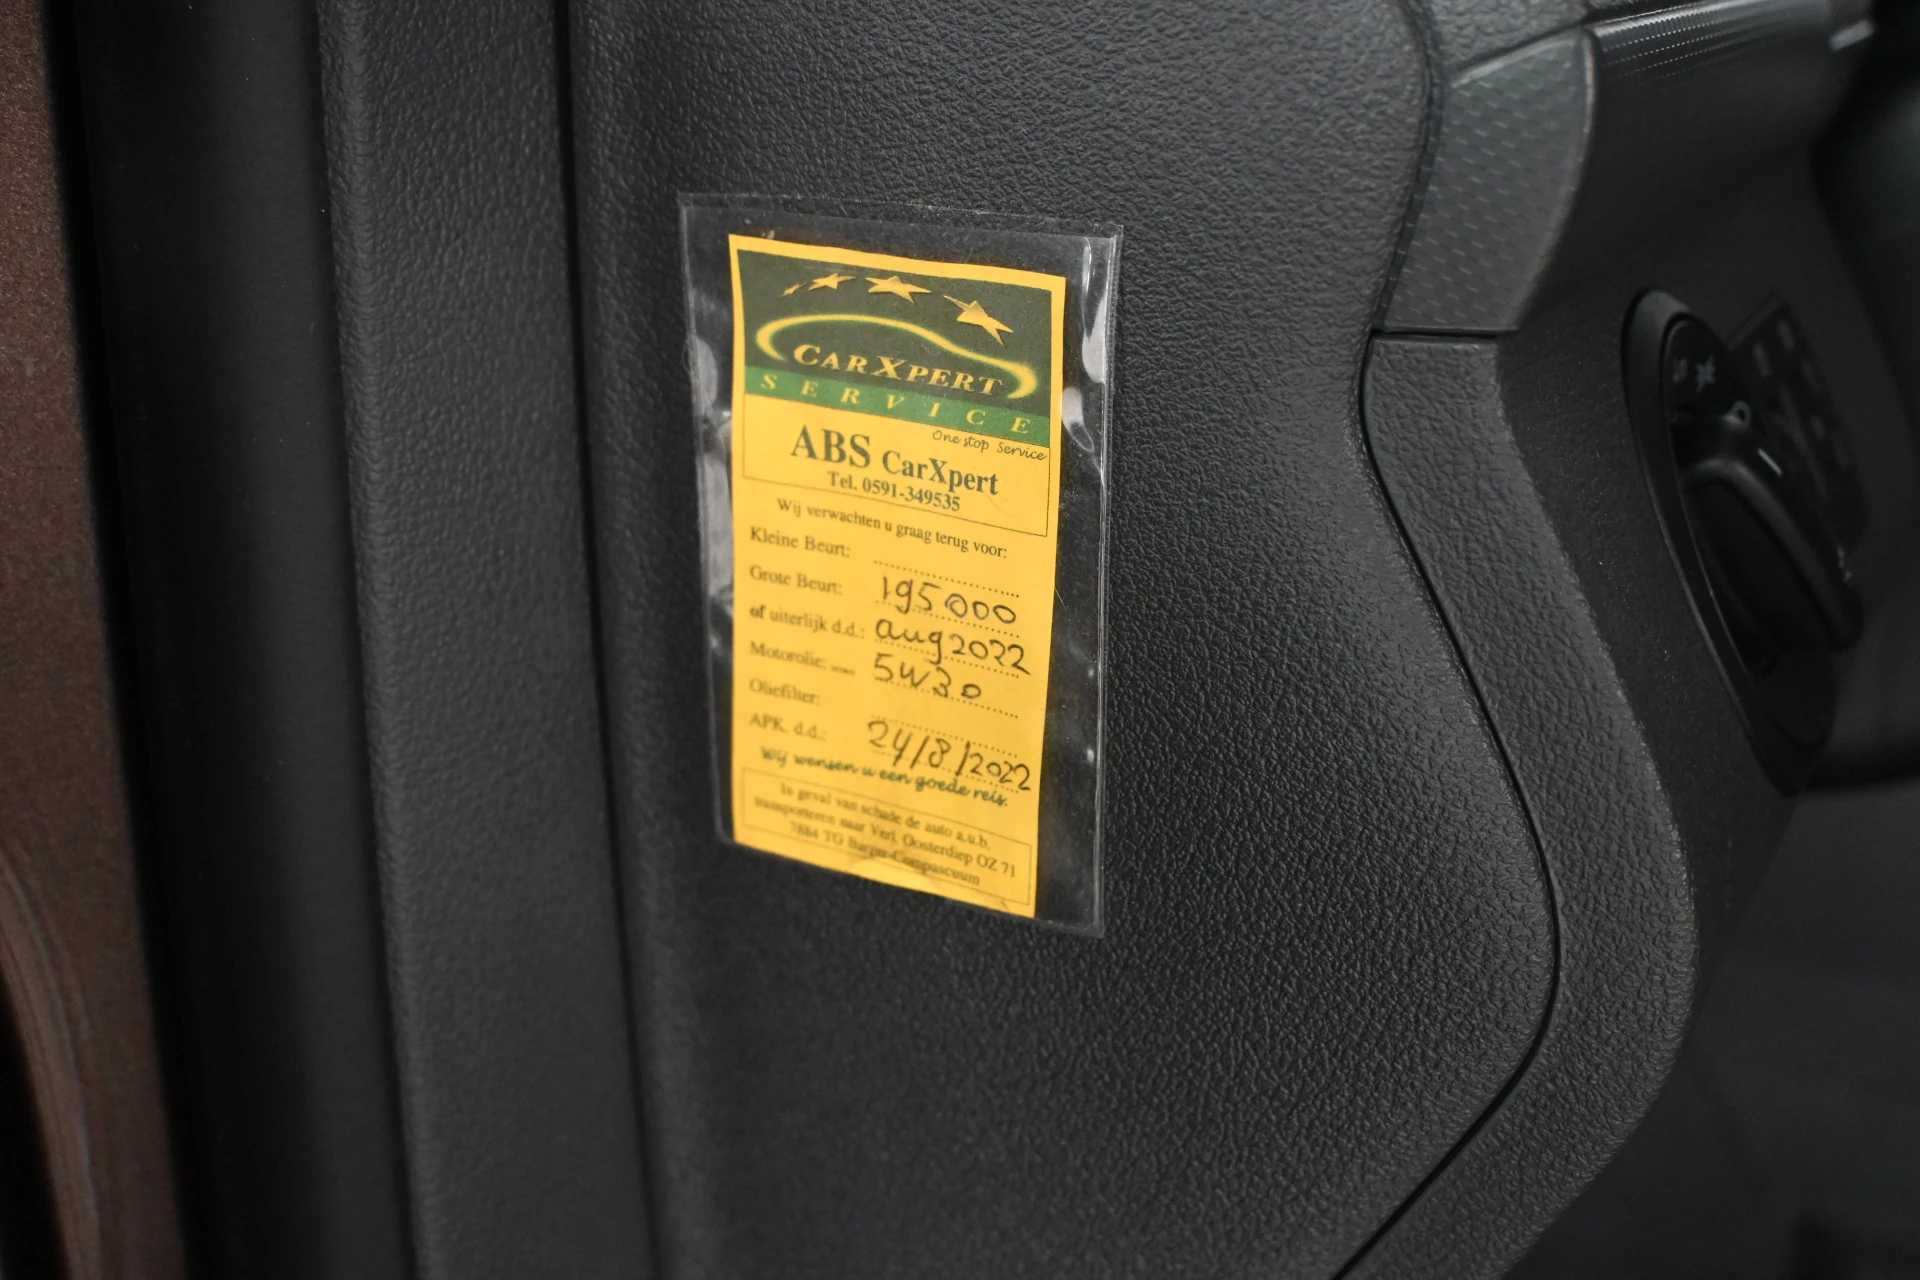 CARXPERT
SERVICE
One stop Service
ABS CarXpert
Tel. 0591-349535
Wij verwachten u graag terug voor:
Kleine Beurt:
Grote Beurt: 195000
of uiterlijk d.d.: aug 2022
Motorolie: 5W30
Oliefilter:
APK. d.d.: 24/8/2022
Wij wensen u een goede reis.
In geval van schade de auto a.u.b.
transporteren naar Verl. Oosterdiep OZ 71
7884 TG Barger-Compascuum